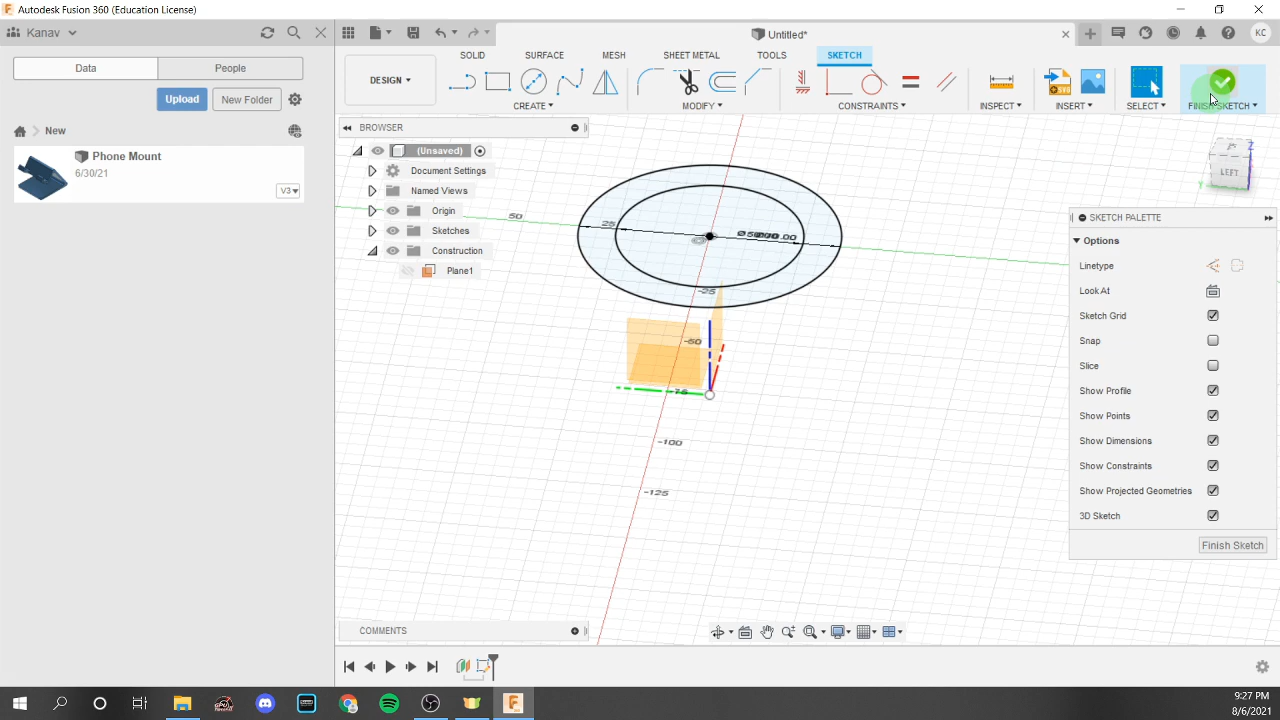 Autodesk Fusion 360 (Education License)
Kanav
Untitled*
KC
Data
People
Upload
New Folder
New
Phone Mount
6/30/21
V3
DESIGN
SOLID
SURFACE
MESH
SHEET METAL
TOOLS
SKETCH
CREATE
MODIFY
CONSTRAINTS
INSPECT
INSERT
SELECT
FINISH SKETCH
BROWSER
(Unsaved)
Document Settings
Named Views
Origin
Sketches
Construction
Plane1
50
25
-25
-50
-75
-100
-125
Z
Y
LEFT
SKETCH PALETTE
Options
Linetype
Look At
Sketch Grid
Snap
Slice
Show Profile
Show Points
Show Dimensions
Show Constraints
Show Projected Geometries
3D Sketch
Finish Sketch
COMMENTS
9:27 PM
8/6/2021